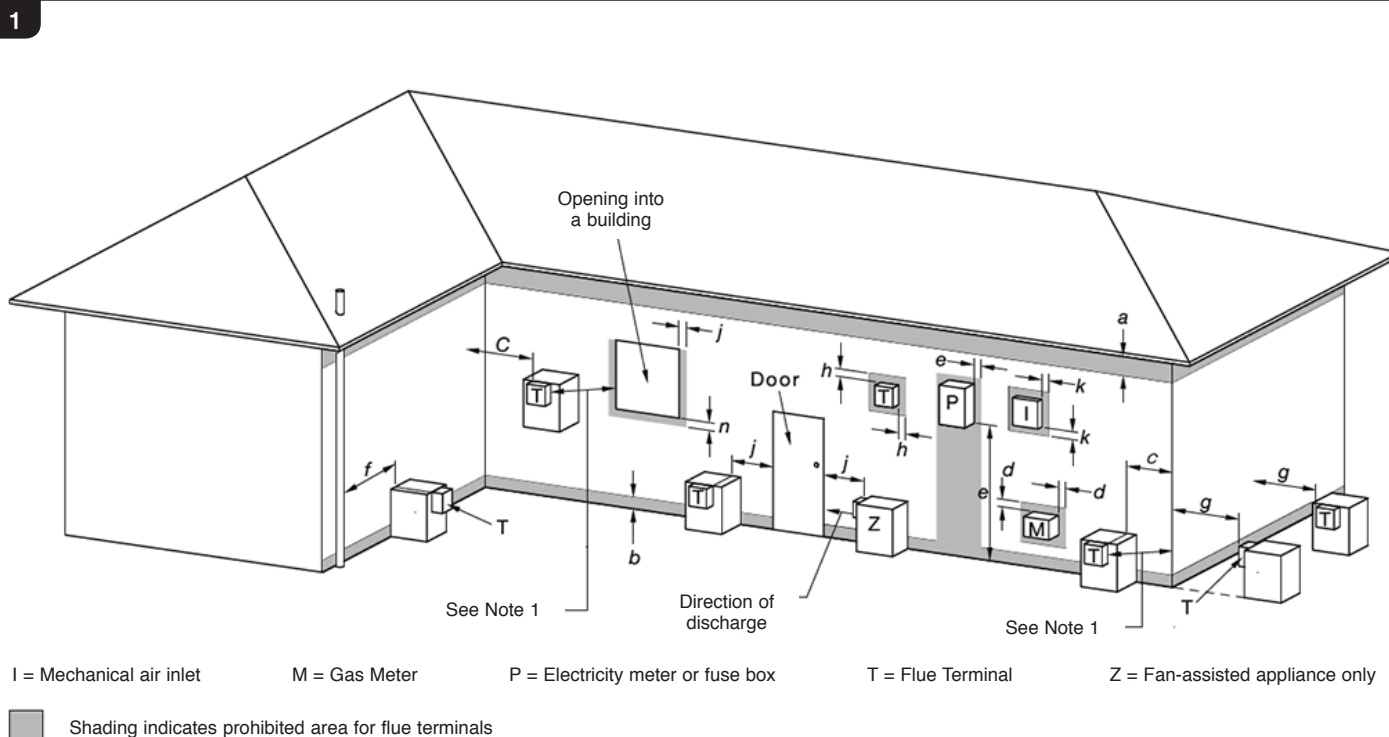 1
Opening into
a building
a
C
j
e
h
k
Door
T
T
P
I
n
h
k
j
j
c
f
d
d
e
g
g
T
Z
M
T
T
T
b
T
See Note 1
Direction of
discharge
See Note 1
I = Mechanical air inlet
M = Gas Meter
P = Electricity meter or fuse box
T = Flue Terminal
Z = Fan-assisted appliance only
Shading indicates prohibited area for flue terminals